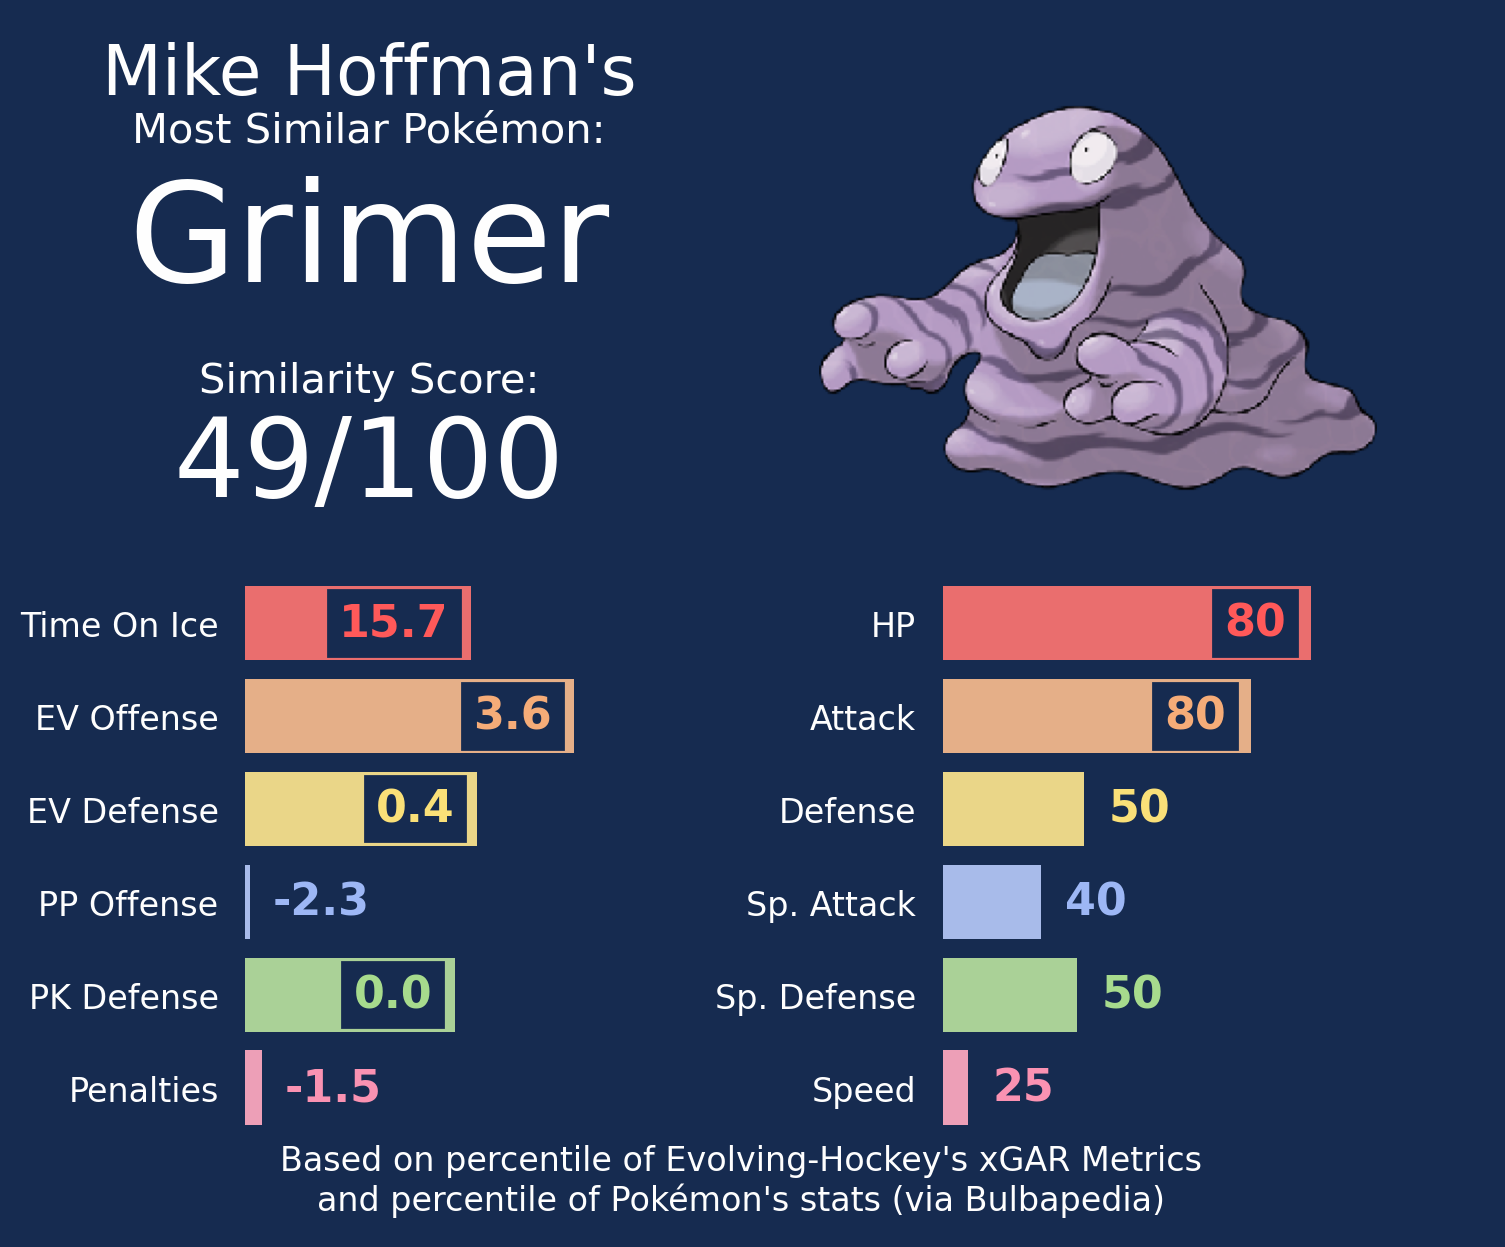 Mike Hoffman's
Most Similar Pokémon:
Grimer
Similarity Score:
49/100
Time On Ice 15.7
EV Offense 3.6
EV Defense 0.4
PP Offense -2.3
PK Defense 0.0
Penalties -1.5
HP 80
Attack 80
Defense 50
Sp. Attack 40
Sp. Defense 50
Speed 25
Based on percentile of Evolving-Hockey's xGAR Metrics
and percentile of Pokémon's stats (via Bulbapedia)